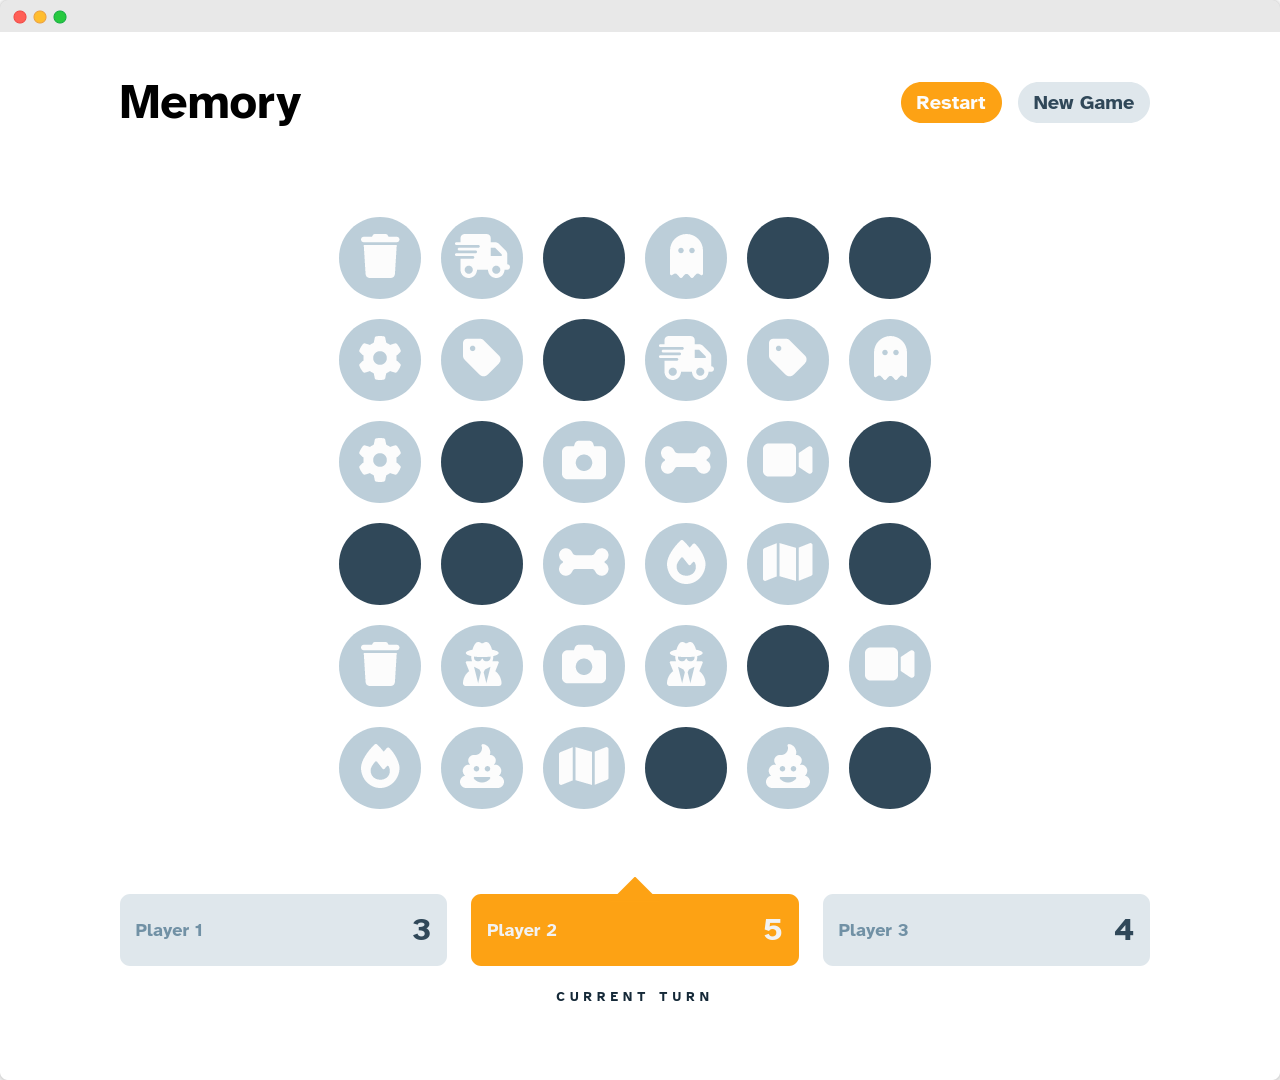 Memory
Restart
New Game
Player 1
3
Player 2
5
Player 3
4
CURRENT TURN